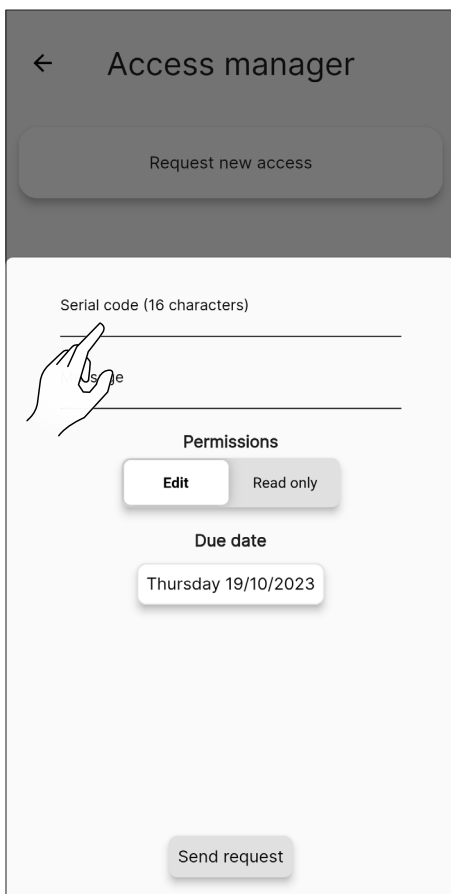 Access manager
Request new access
Serial code (16 characters)
Permissions
Edit Read only
Due date
Thursday 19/10/2023
Send request